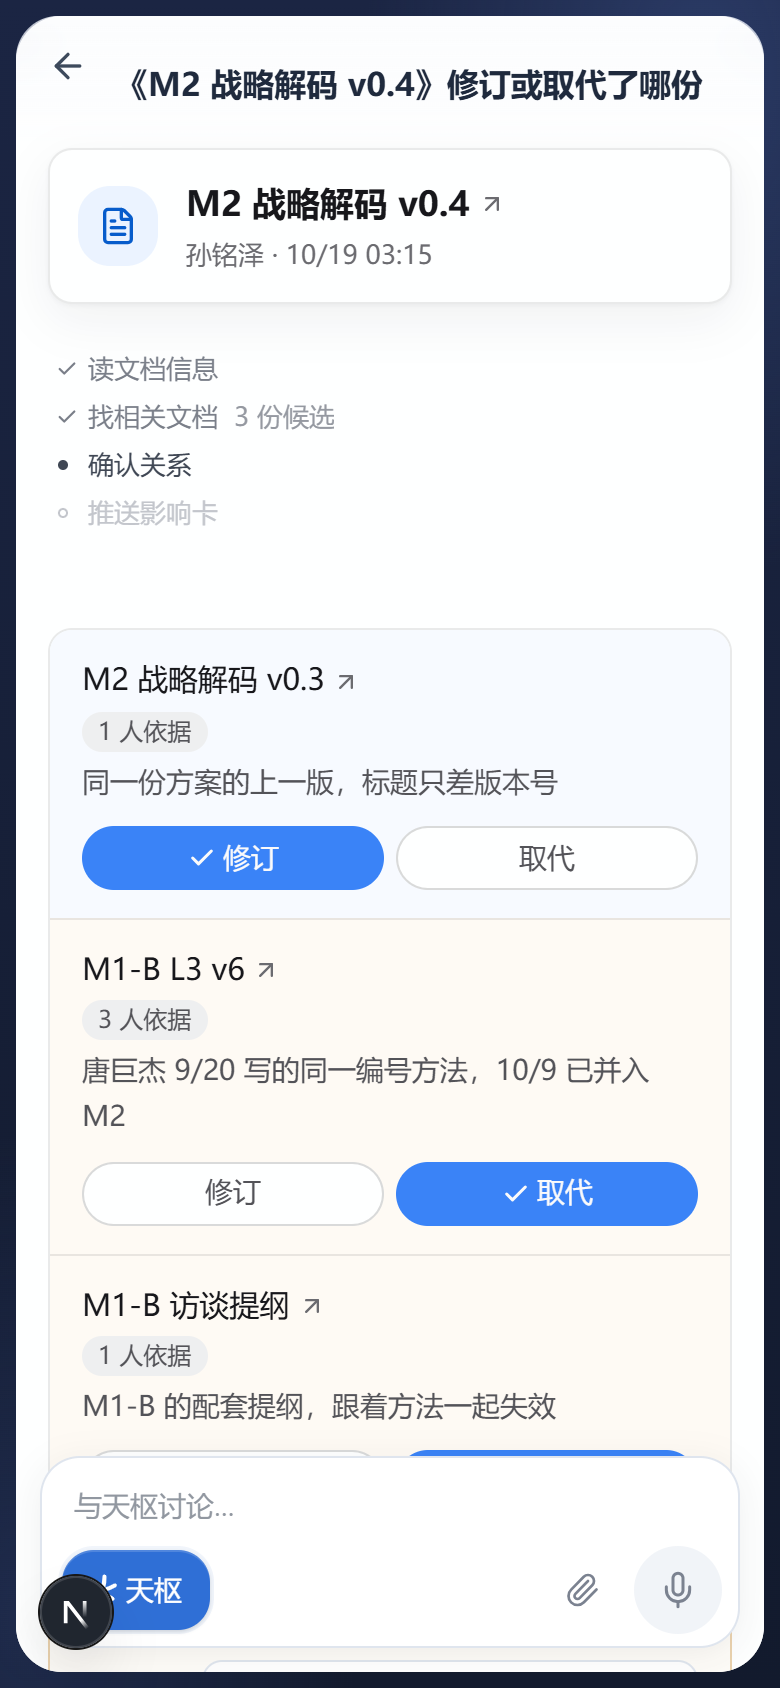 《M2 战略解码 v0.4》修订或取代了哪份
M2 战略解码 v0.4
孙铭泽 · 10/19 03:15
读文档信息
找相关文档 3 份候选
确认关系
推送影响卡
M2 战略解码 v0.3
1 人依据
同一份方案的上一版，标题只差版本号
修订
取代
M1-B L3 v6
3 人依据
唐巨杰 9/20 写的同一编号方法，10/9 已并入
M2
修订
取代
M1-B 访谈提纲
1 人依据
M1-B 的配套提纲，跟着方法一起失效
与天枢讨论...
天枢
N